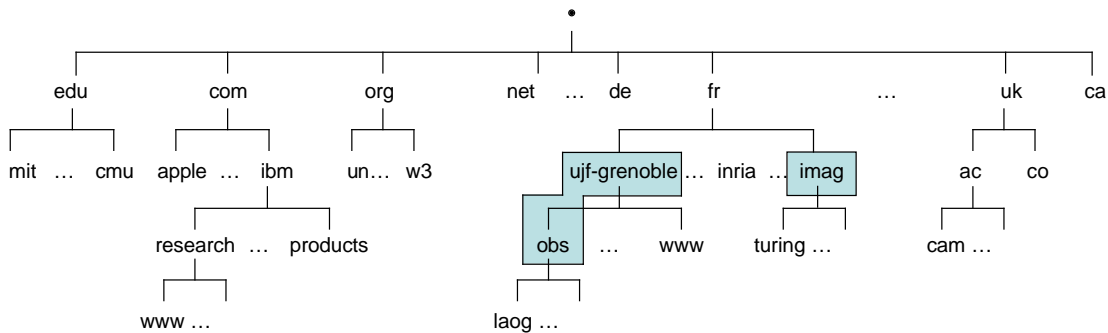 edu com org net … de fr … uk ca
mit … cmu apple … ibm un… w3 ujf-grenoble … inria … imag ac co
research … products obs … www turing … cam …
www … laog …